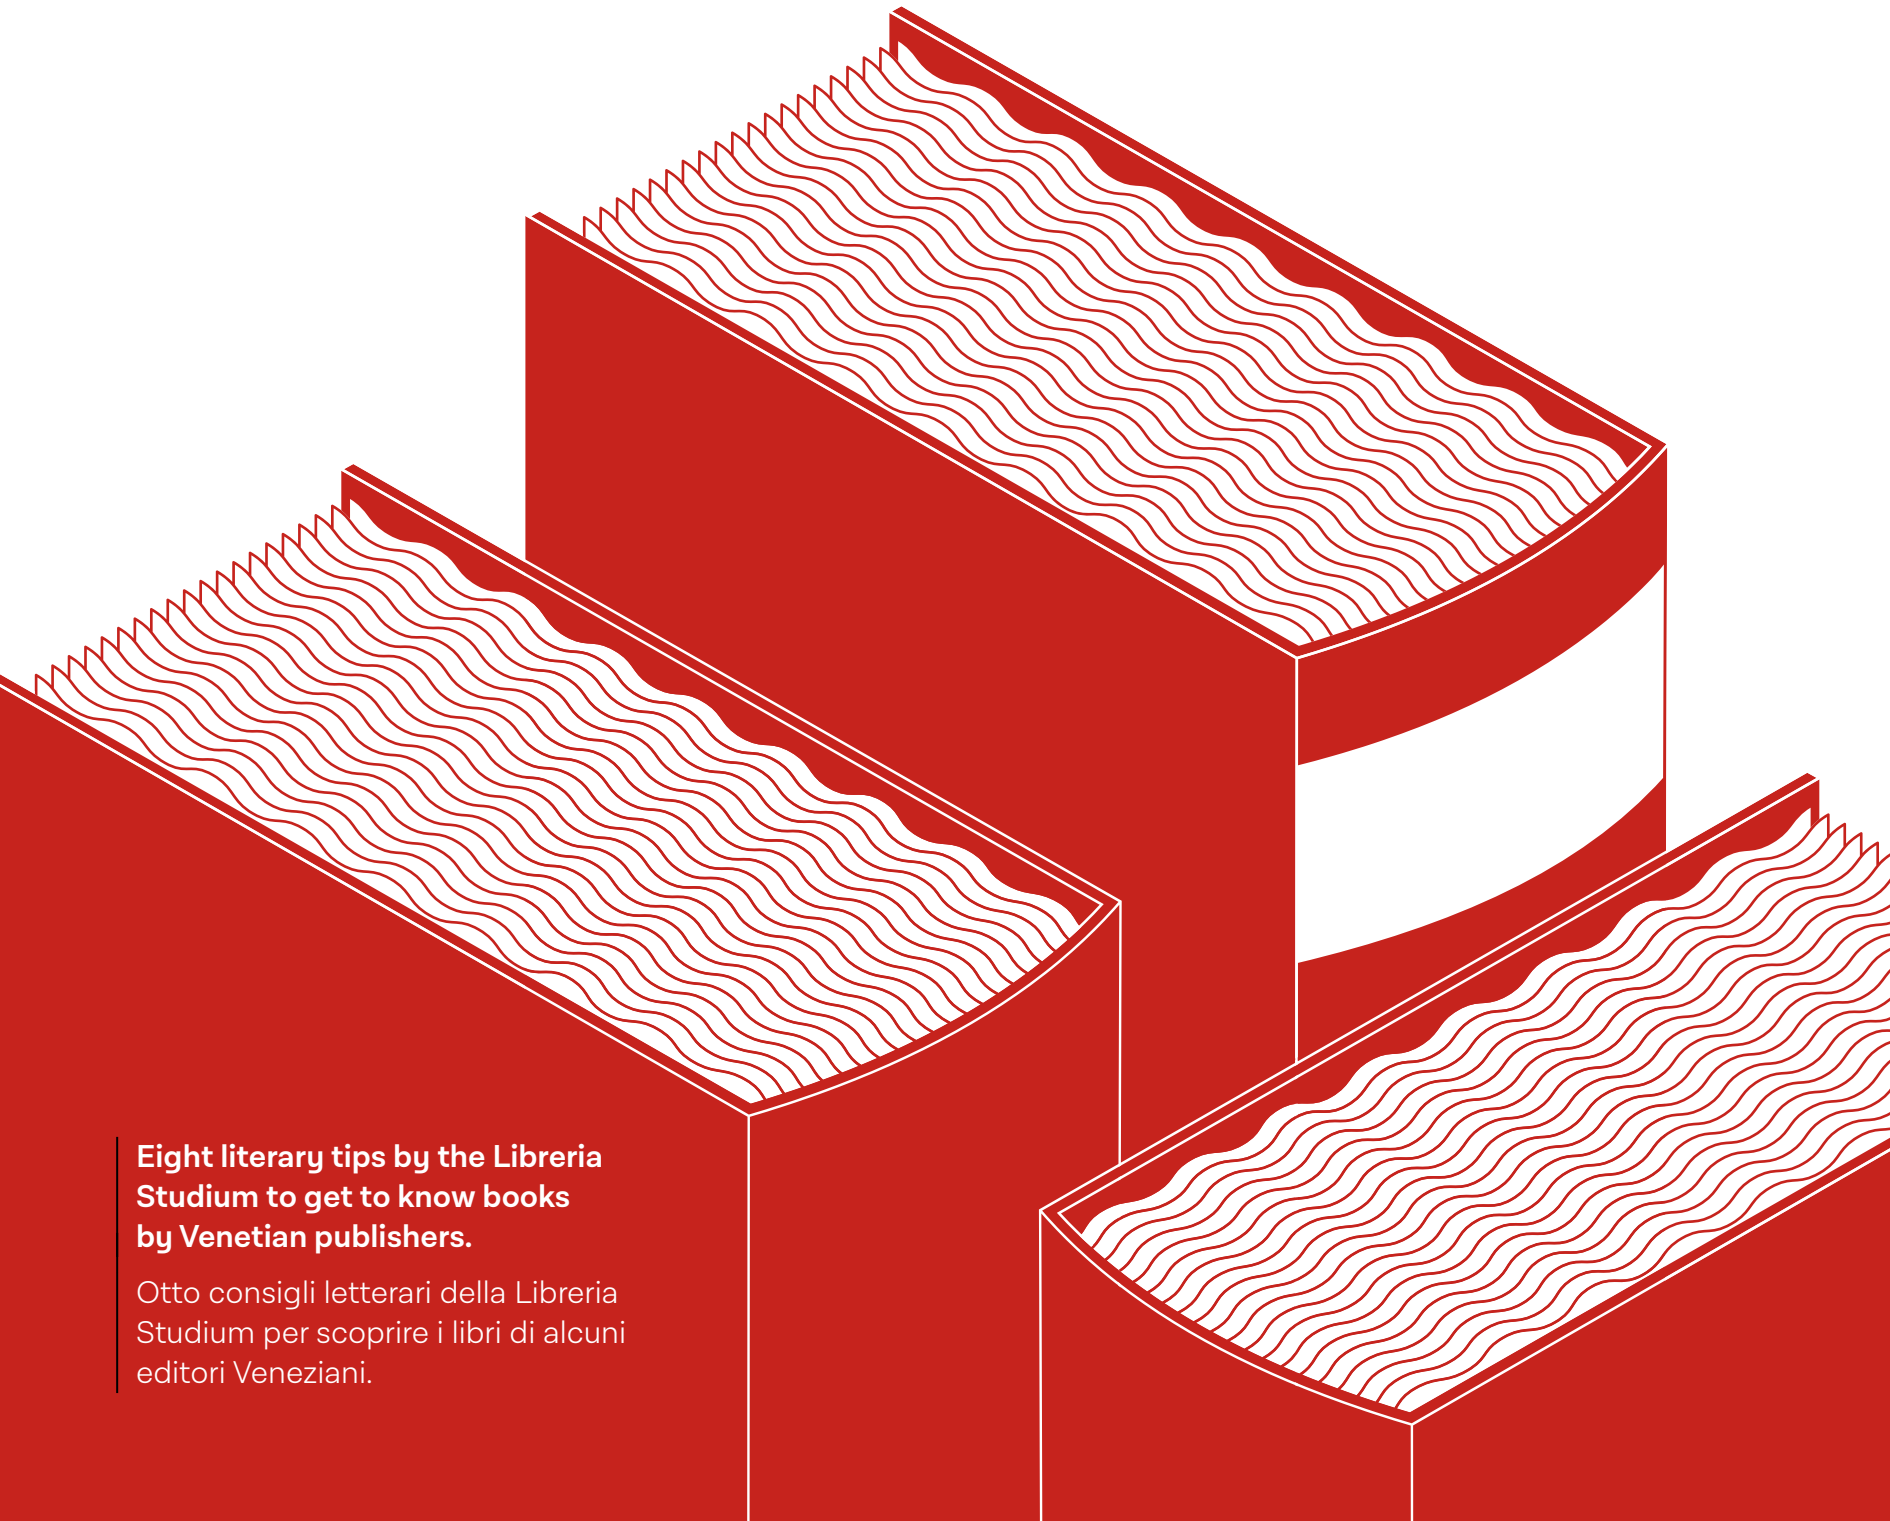 Eight literary tips by the Libreria
Studium to get to know books
by Venetian publishers.
Otto consigli letterari della Libreria
Studium per scoprire i libri di alcuni
editori Veneziani.